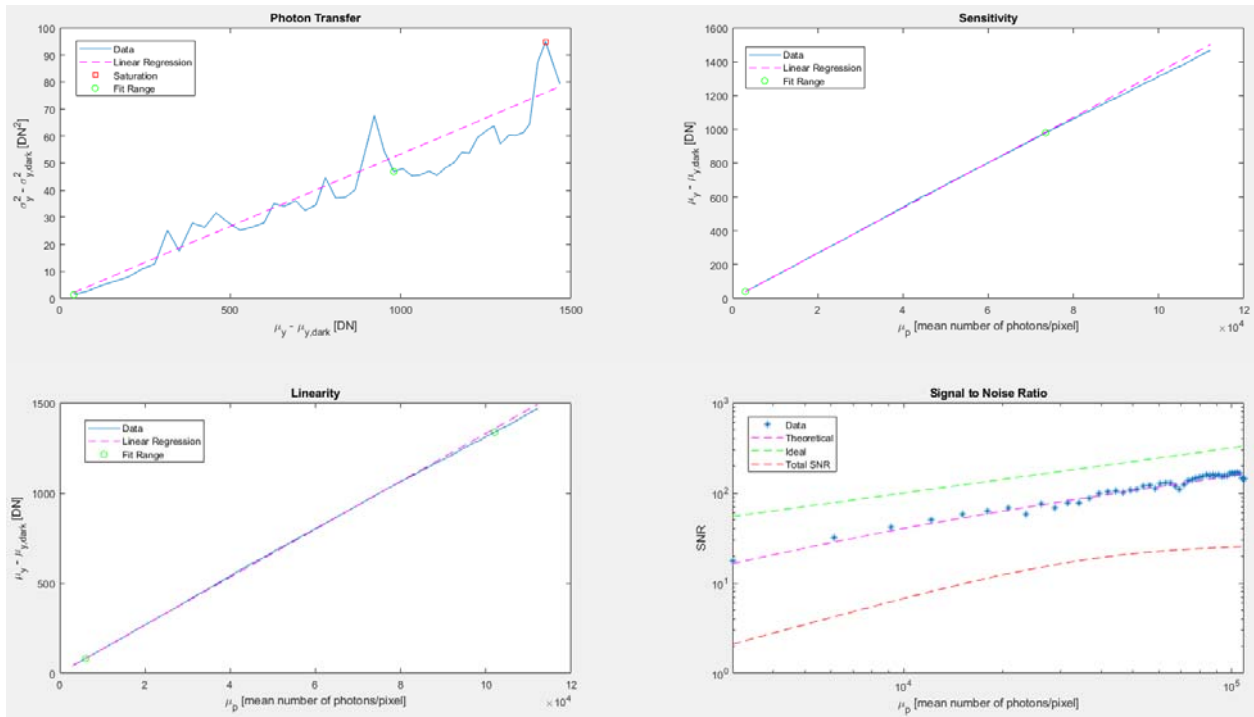 Photon Transfer
100
90
80
70
60
50
40
30
20
10
0
σ²y - σ²y,dark [DN²]
Data
Linear Regression
Saturation
Fit Range
0 500 1000 1500
μy - μy,dark [DN]
Sensitivity
1600
1400
1200
1000
800
600
400
200
0
μy - μy,dark [DN]
Data
Linear Regression
Fit Range
0 2 4 6 8 10 12
×10⁴
μp [mean number of photons/pixel]
Linearity
1500
1000
500
0
μy - μy,dark [DN]
Data
Linear Regression
Fit Range
0 2 4 6 8 10 12
×10⁴
μp [mean number of photons/pixel]
Signal to Noise Ratio
10³
10²
10¹
10⁰
SNR
Data
Theoretical
Ideal
Total SNR
10⁴ 10⁵
μp [mean number of photons/pixel]